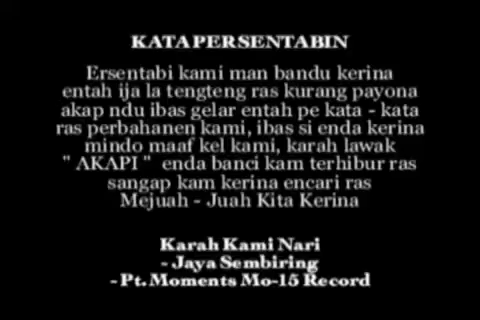 KATAPERSENTABIN
Ersentabi kami man bandu kerina
entah ija la tengteng ras kurang payona
akap ndu ibas gelar entah pe kata - kata
ras perbahanen kami, ibas si enda kerina
mindo maaf kel kami, karah lawak
" AKAPI " enda banci kam terhibur ras
sangap kam kerina encari ras
Mejuah - Juah Kita Kerina
Karah Kami Nari
- Jaya Sembiring
- Pt. Moments Mo-15 Record